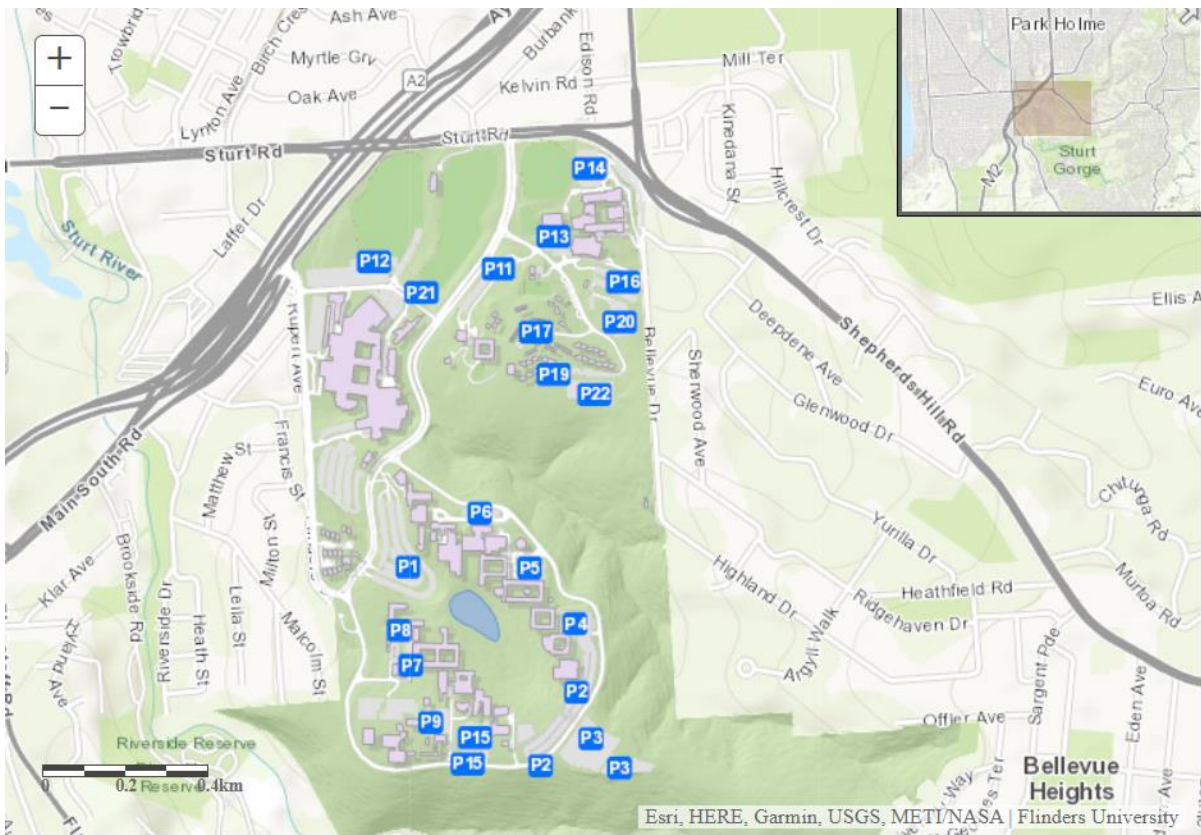 Trowbridge
Birch Cres
Ash Ave
Ay
Burbank
Edison Rd
Park Holme
+
Myrtle Grv
Mill Ter
A2
Kelvin Rd
−
Oak Ave
Lynton Ave
Sturt Rd
Sturt Rd
Kinedana St
Sturt
Gorge
M2
P14
Hillcrest Dr
Laffer Dr
Sturt River
P13
P12
P11
P16
P21
Ellis A
Rupert Ave
P17
P20
Bellevue Dr
Deepdene Ave
Shepherds Hill Rd
Sherwood Ave
P19
P22
Euro Ave
Glenwood Dr
Main South Rd
Francis St
Matthew St
Chitunga Rd
Milton St
P6
Yurilla Dr
P1
P5
Klar Ave
Brookside Rd
Riverside Dr
Heath St
Leila St
Malcolm St
Highland Dr
Heathfield Rd
Murtoa Rd
Argyll Walk
Ridgehaven Dr
P8
P4
P7
Sargent Pde
P2
Eden Ave
P9
Offler Ave
P15
P3
Riverside Reserve
Reserve
P15
P2
P3
0
0.2
0.4km
Bellevue
Heights
Esri, HERE, Garmin, USGS, METI/NASA | Flinders University